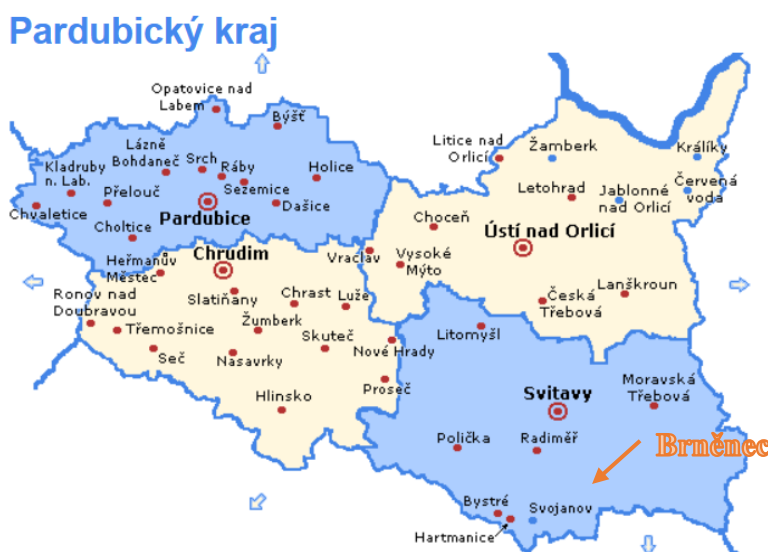 Pardubický kraj
Opatovice nad
Labem
Býšť
Lázně
Bohdaneč
Srch
Ráby
Holice
Kladruby
n. Lab.
Přelouč
Sezemice
Dašice
Chvaletice
Pardubice
Choltice
Litice nad
Orlicí
Žamberk
Králíky
Letohrad
Jablonné
nad Orlicí
Červená
voda
Choceň
Ústí nad Orlicí
Vraclav
Vysoké
Mýto
Česká
Třebová
Lanškroun
Chrudim
Heřmanův
Městec
Ronov nad
Doubravou
Slatiňany
Chrast
Luže
Třemošnice
Žumberk
Skuteč
Nové Hrady
Seč
Nasavrky
Proseč
Hlinsko
Litomyšl
Moravská
Třebová
Svitavy
Polička
Radiměř
Brněnec
Bystré
Svojanov
Hartmanice